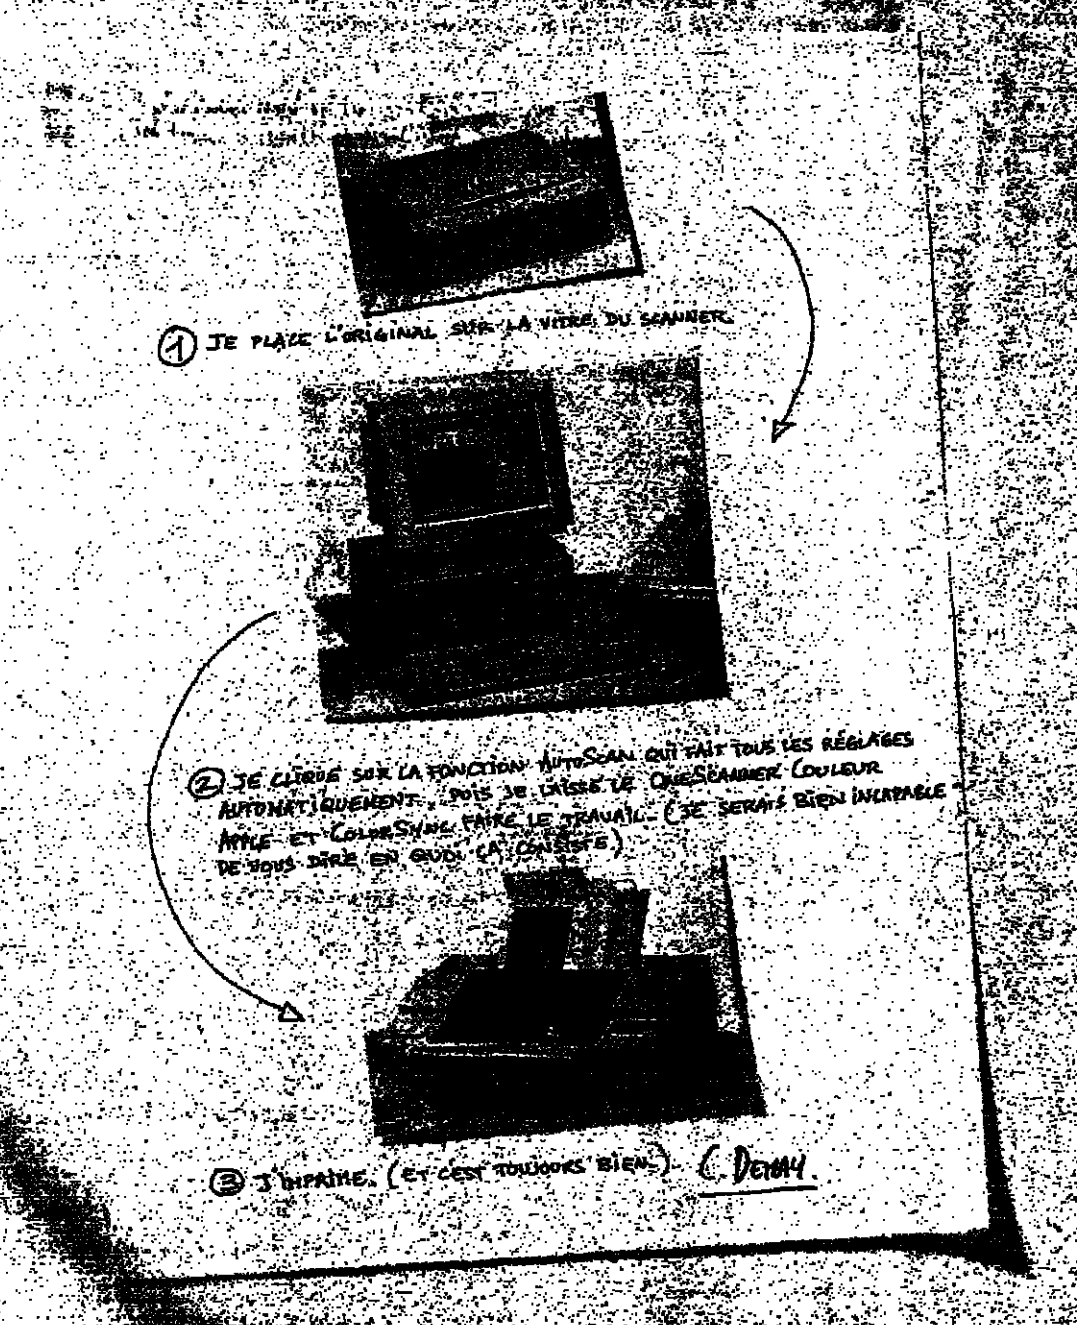 ① JE PLACE L'ORIGINAL SUR LA VITRE DU SCANNER.
② JE CLIQUE SUR LA FONCTION AUTOSCAN QUI FAIT TOUS LES RÉGLAGES
AUTOMATIQUEMENT. PUIS JE LAISSE LE ONESCANNER COULEUR
APPLE ET COLORSYNC FAIRE LE TRAVAIL. (JE SERAIS BIEN INCAPABLE
DE VOUS DIRE EN QUOI ÇA CONSISTE)
③ J'IMPRIME. (ET C'EST TOUJOURS BIEN.) C. DEMAY.